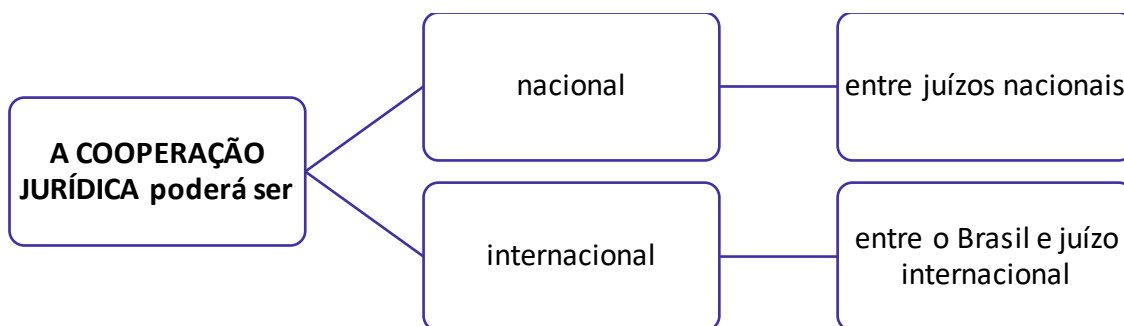 A COOPERAÇÃO
JURÍDICA poderá ser
nacional
entre juízos nacionais
internacional
entre o Brasil e juízo
internacional